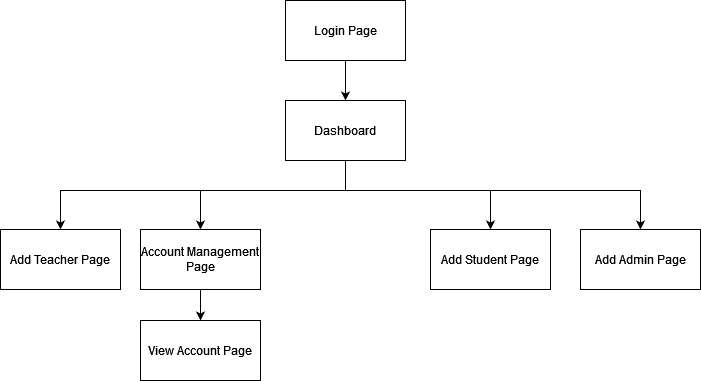 Login Page
Dashboard
Add Teacher Page
Account Management
Page
Add Student Page
Add Admin Page
View Account Page